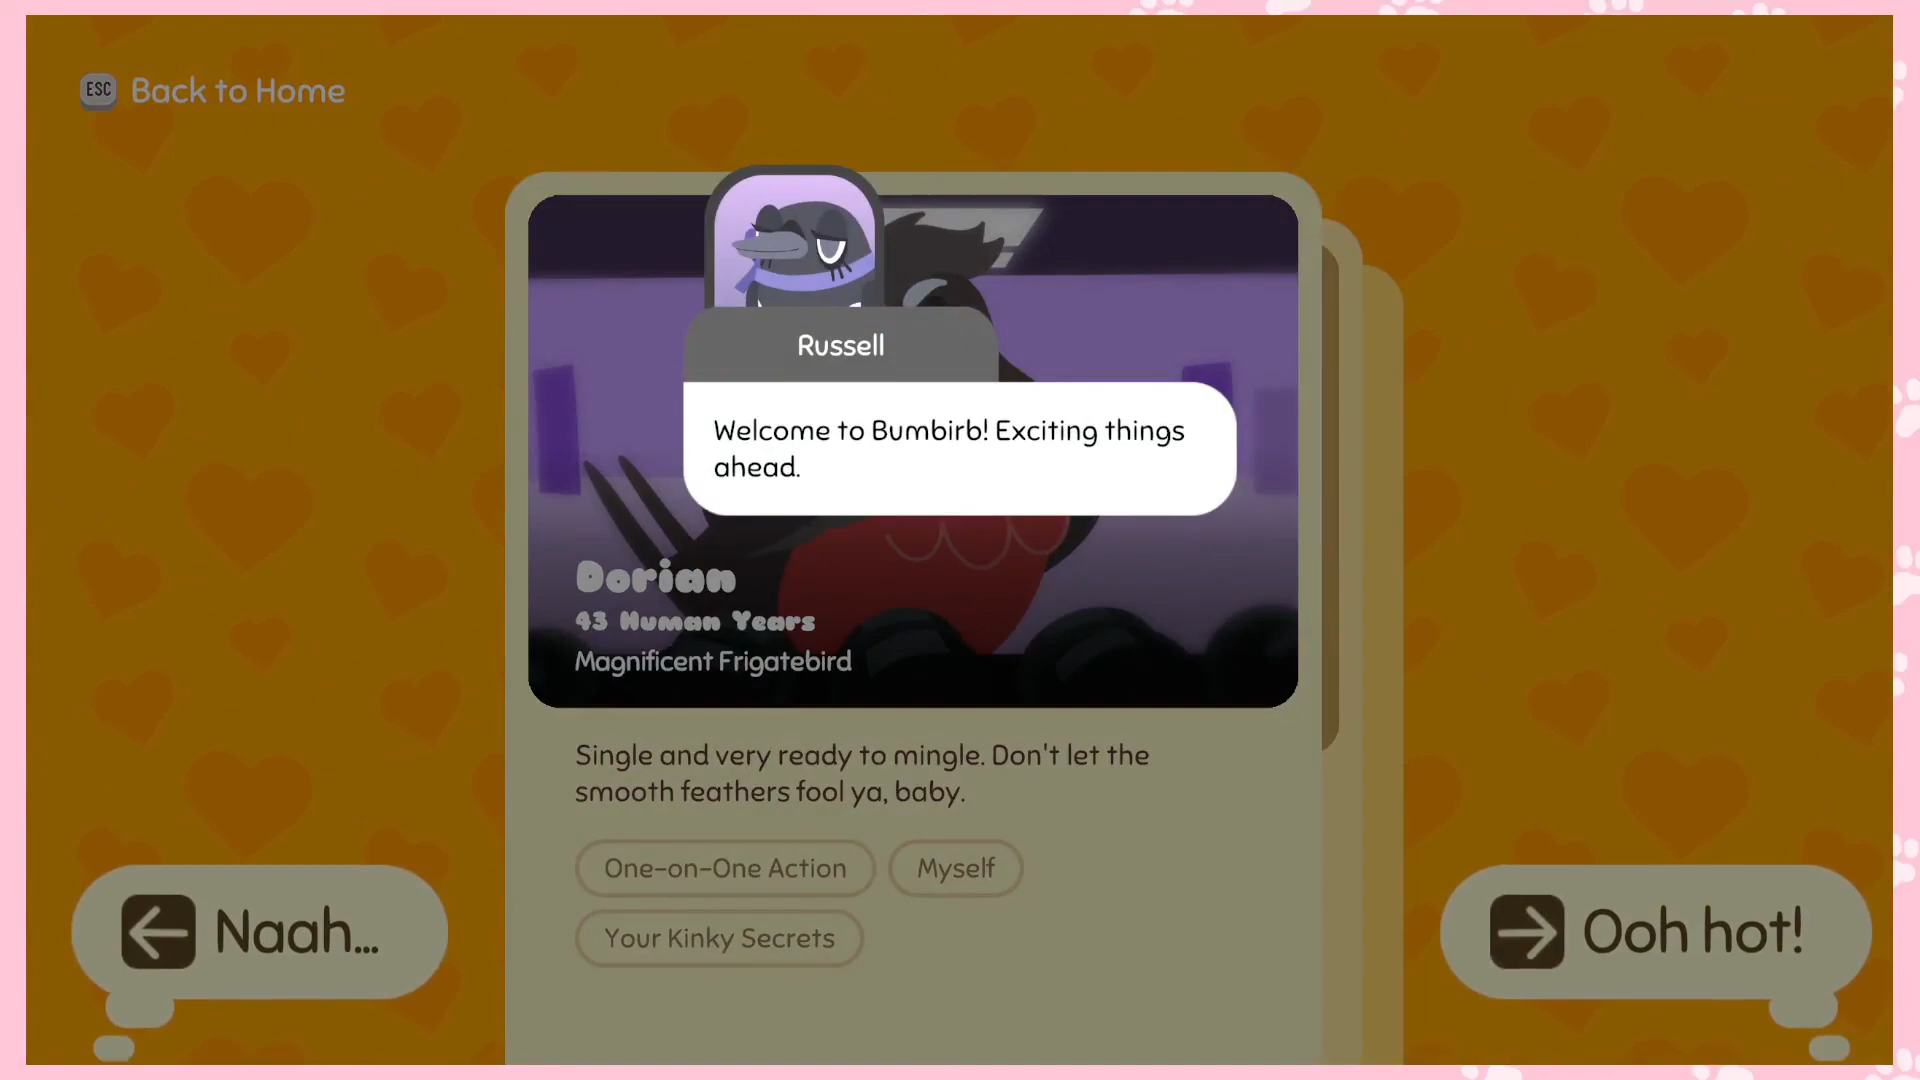 ESC Back to Home
Russell
Welcome to Bumbirb! Exciting things
ahead.
Dorian
43 Human Years
Magnificent Frigatebird
Single and very ready to mingle. Don't let the
smooth feathers fool ya, baby.
One-on-One Action Myself
Your Kinky Secrets
Naah...
Ooh hot!